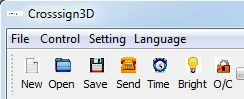 Crosssign3D
File Control Setting Language
New Open Save Send Time Bright O/C